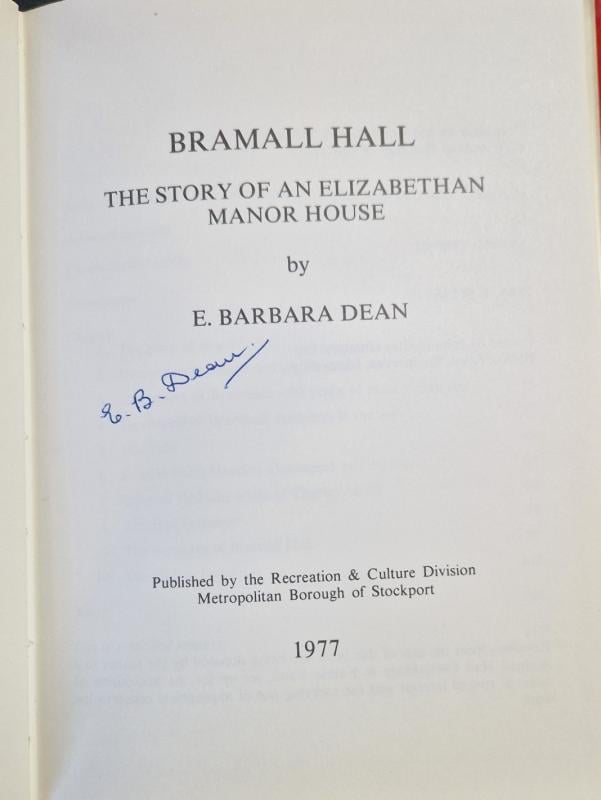 BRAMALL HALL
THE STORY OF AN ELIZABETHAN
MANOR HOUSE
by
E. BARBARA DEAN
E. B. Dean.
Published by the Recreation & Culture Division
Metropolitan Borough of Stockport
1977